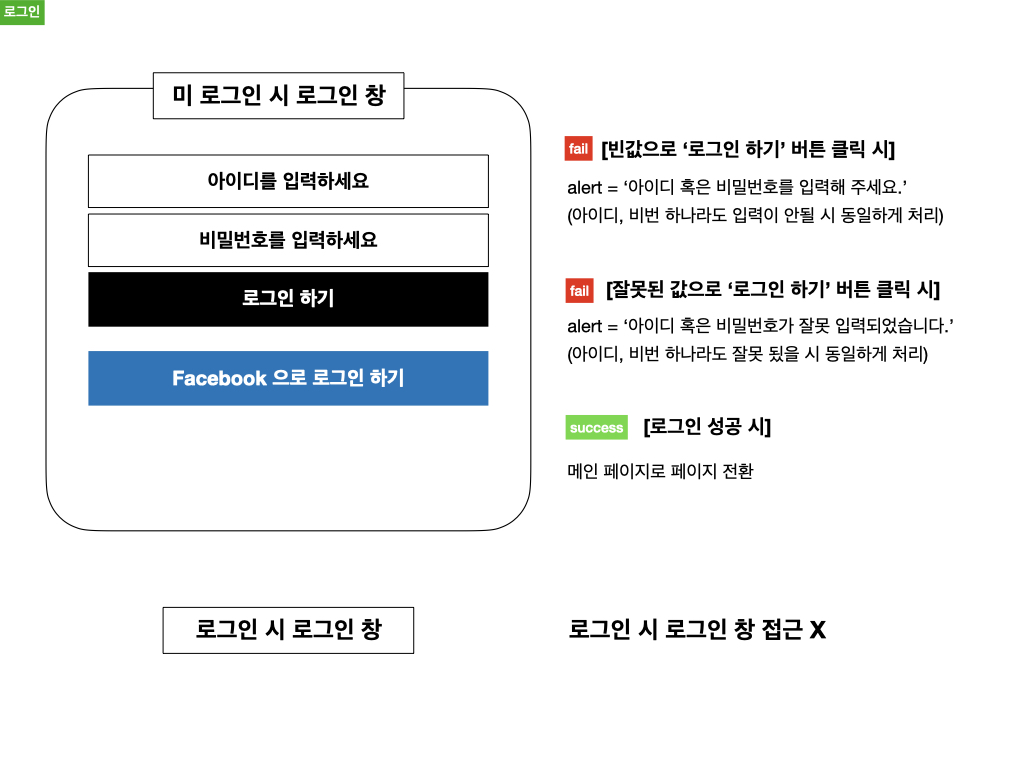 로그인
미 로그인 시 로그인 창
아이디를 입력하세요
비밀번호를 입력하세요
로그인 하기
Facebook 으로 로그인 하기
fail [빈값으로 ‘로그인 하기’ 버튼 클릭 시]
alert = ‘아이디 혹은 비밀번호를 입력해 주세요.’
(아이디, 비번 하나라도 입력이 안될 시 동일하게 처리)
fail [잘못된 값으로 ‘로그인 하기’ 버튼 클릭 시]
alert = ‘아이디 혹은 비밀번호가 잘못 입력되었습니다.’
(아이디, 비번 하나라도 잘못 됬을 시 동일하게 처리)
success [로그인 성공 시]
메인 페이지로 페이지 전환
로그인 시 로그인 창
로그인 시 로그인 창 접근 X